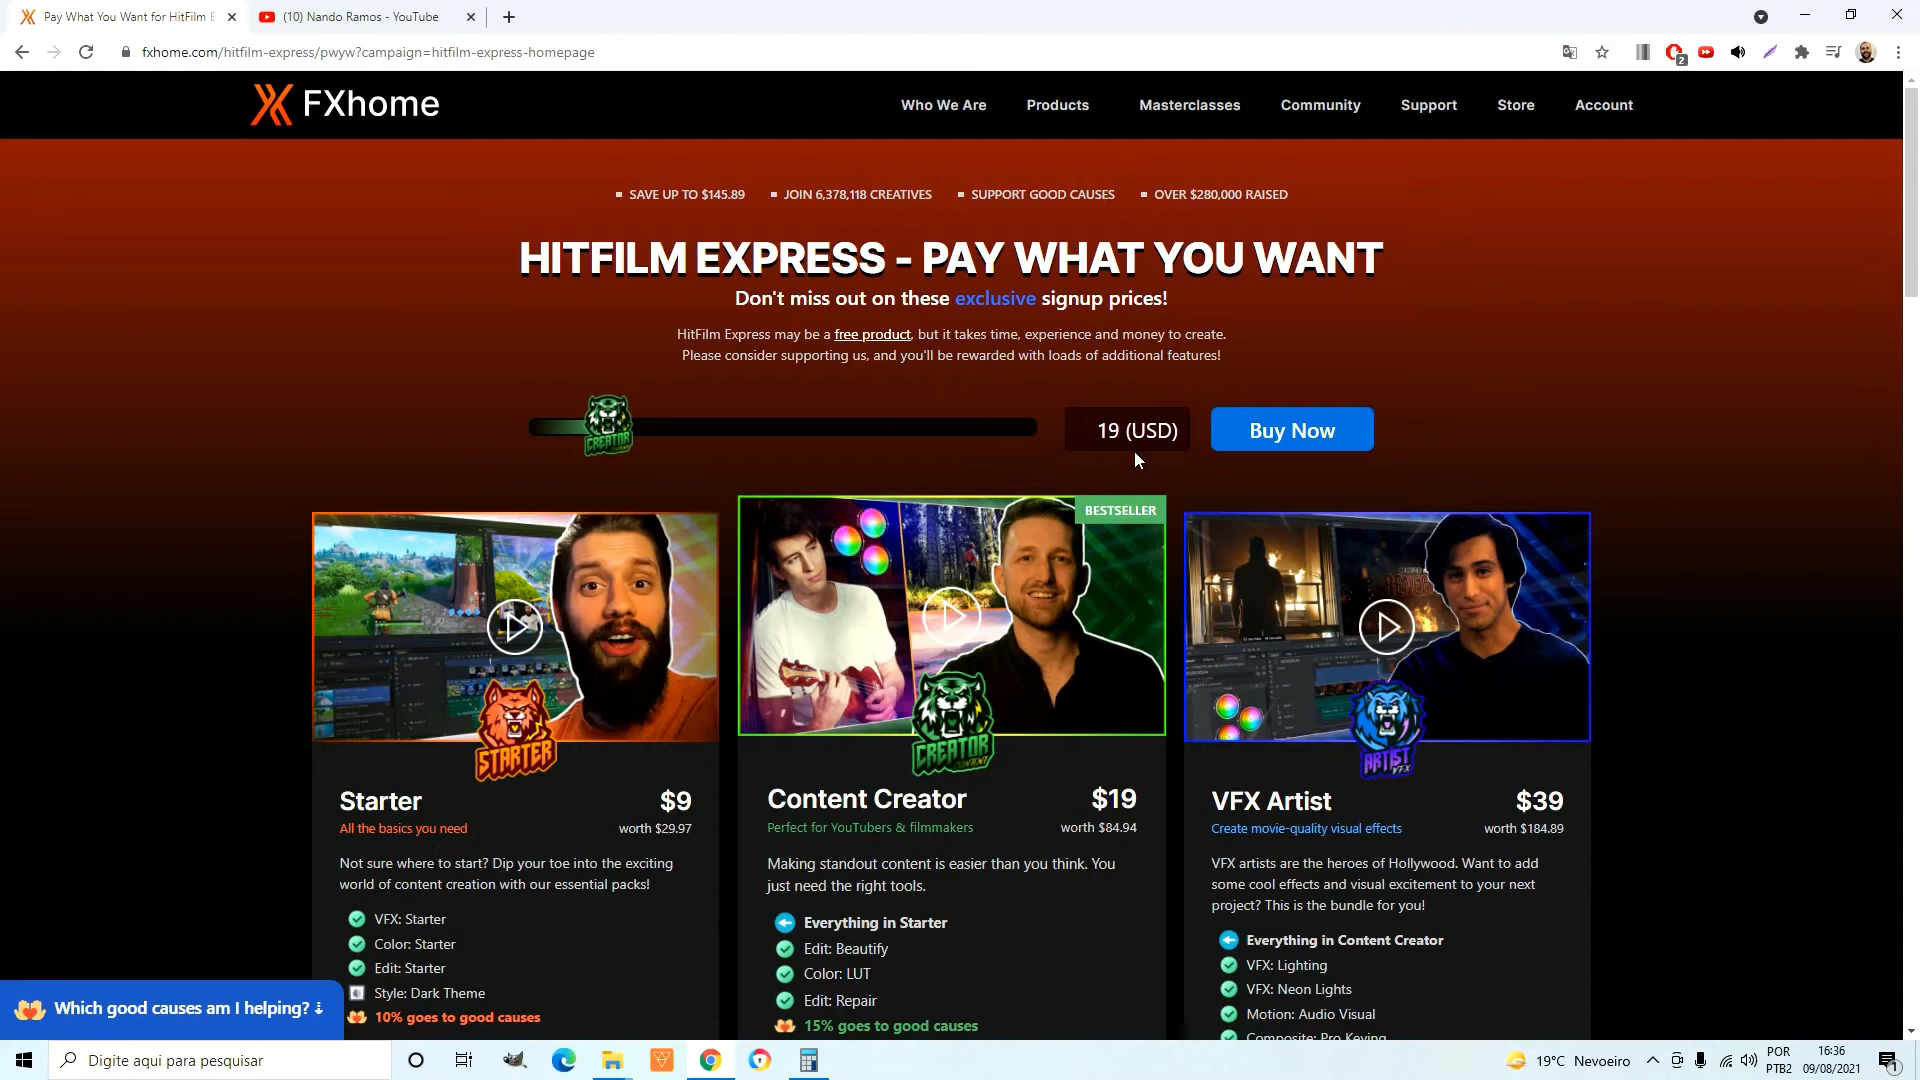 Pay What You Want for HitFilm E
(10) Nando Ramos - YouTube
fxhome.com/hitfilm-express/pwyw?campaign=hitfilm-express-homepage
2
FXhome
Who We Are
Products
Masterclasses
Community
Support
Store
Account
SAVE UP TO $145.89
JOIN 6,378,118 CREATIVES
SUPPORT GOOD CAUSES
OVER $280,000 RAISED
HITFILM EXPRESS - PAY WHAT YOU WANT
Don't miss out on these exclusive signup prices!
HitFilm Express may be a free product, but it takes time, experience and money to create.
Please consider supporting us, and you'll be rewarded with loads of additional features!
CREATOR
19 (USD)
Buy Now
BESTSELLER
STARTER
CREATOR
CONTENT
ARTIST
VFX
Starter
$9
All the basics you need
worth $29.97
Not sure where to start? Dip your toe into the exciting
world of content creation with our essential packs!
VFX: Starter
Color: Starter
Edit: Starter
Style: Dark Theme
10% goes to good causes
Content Creator
$19
Perfect for YouTubers & filmmakers
worth $84.94
Making standout content is easier than you think. You
just need the right tools.
Everything in Starter
Edit: Beautify
Color: LUT
Edit: Repair
15% goes to good causes
VFX Artist
$39
Create movie-quality visual effects
worth $184.89
VFX artists are the heroes of Hollywood. Want to add
some cool effects and visual excitement to your next
project? This is the bundle for you!
Everything in Content Creator
VFX: Lighting
VFX: Neon Lights
Motion: Audio Visual
Composite: Pro Keying
Which good causes am I helping?
Digite aqui para pesquisar
19°C Nevoeiro
POR
PTB2
16:36
09/08/2021
1